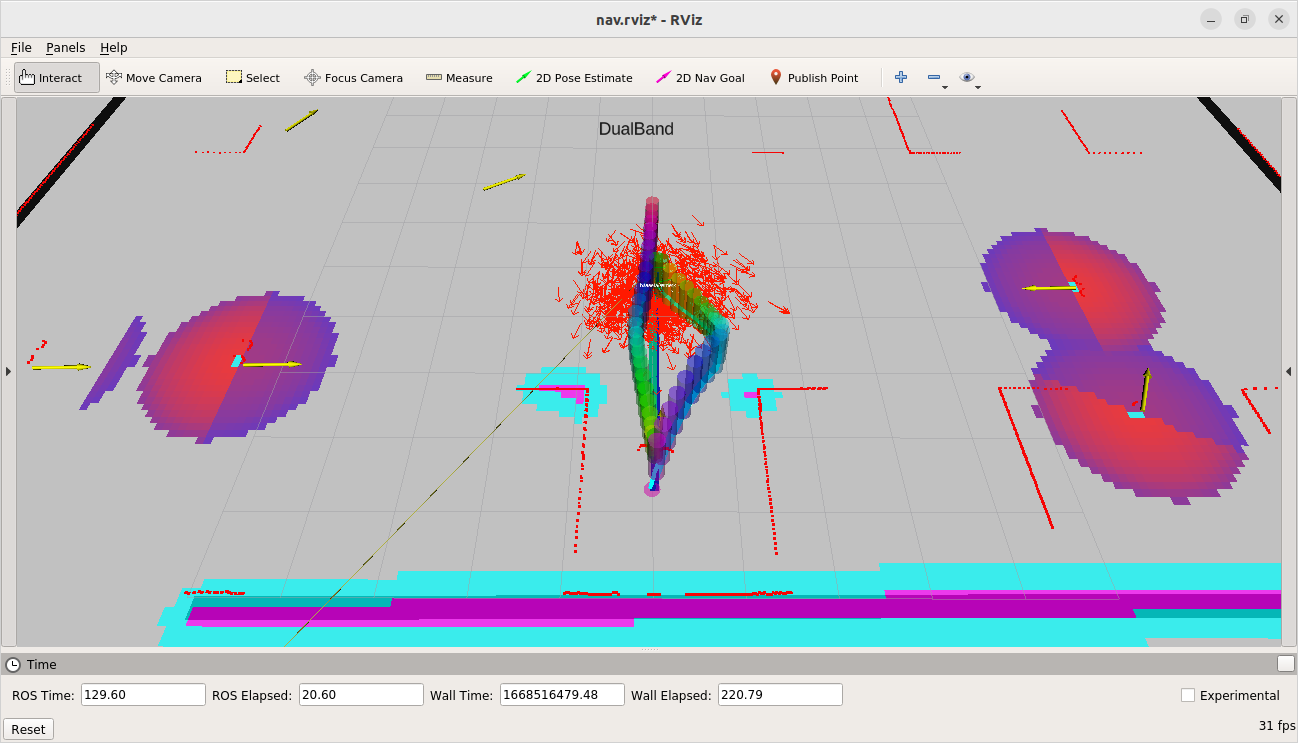 nav.rviz* - RViz
File Panels Help
Interact Move Camera Select Focus Camera Measure 2D Pose Estimate 2D Nav Goal Publish Point
DualBand
Time
ROS Time: 129.60 ROS Elapsed: 20.60 Wall Time: 1668516479.48 Wall Elapsed: 220.79 Experimental
Reset 31 fps